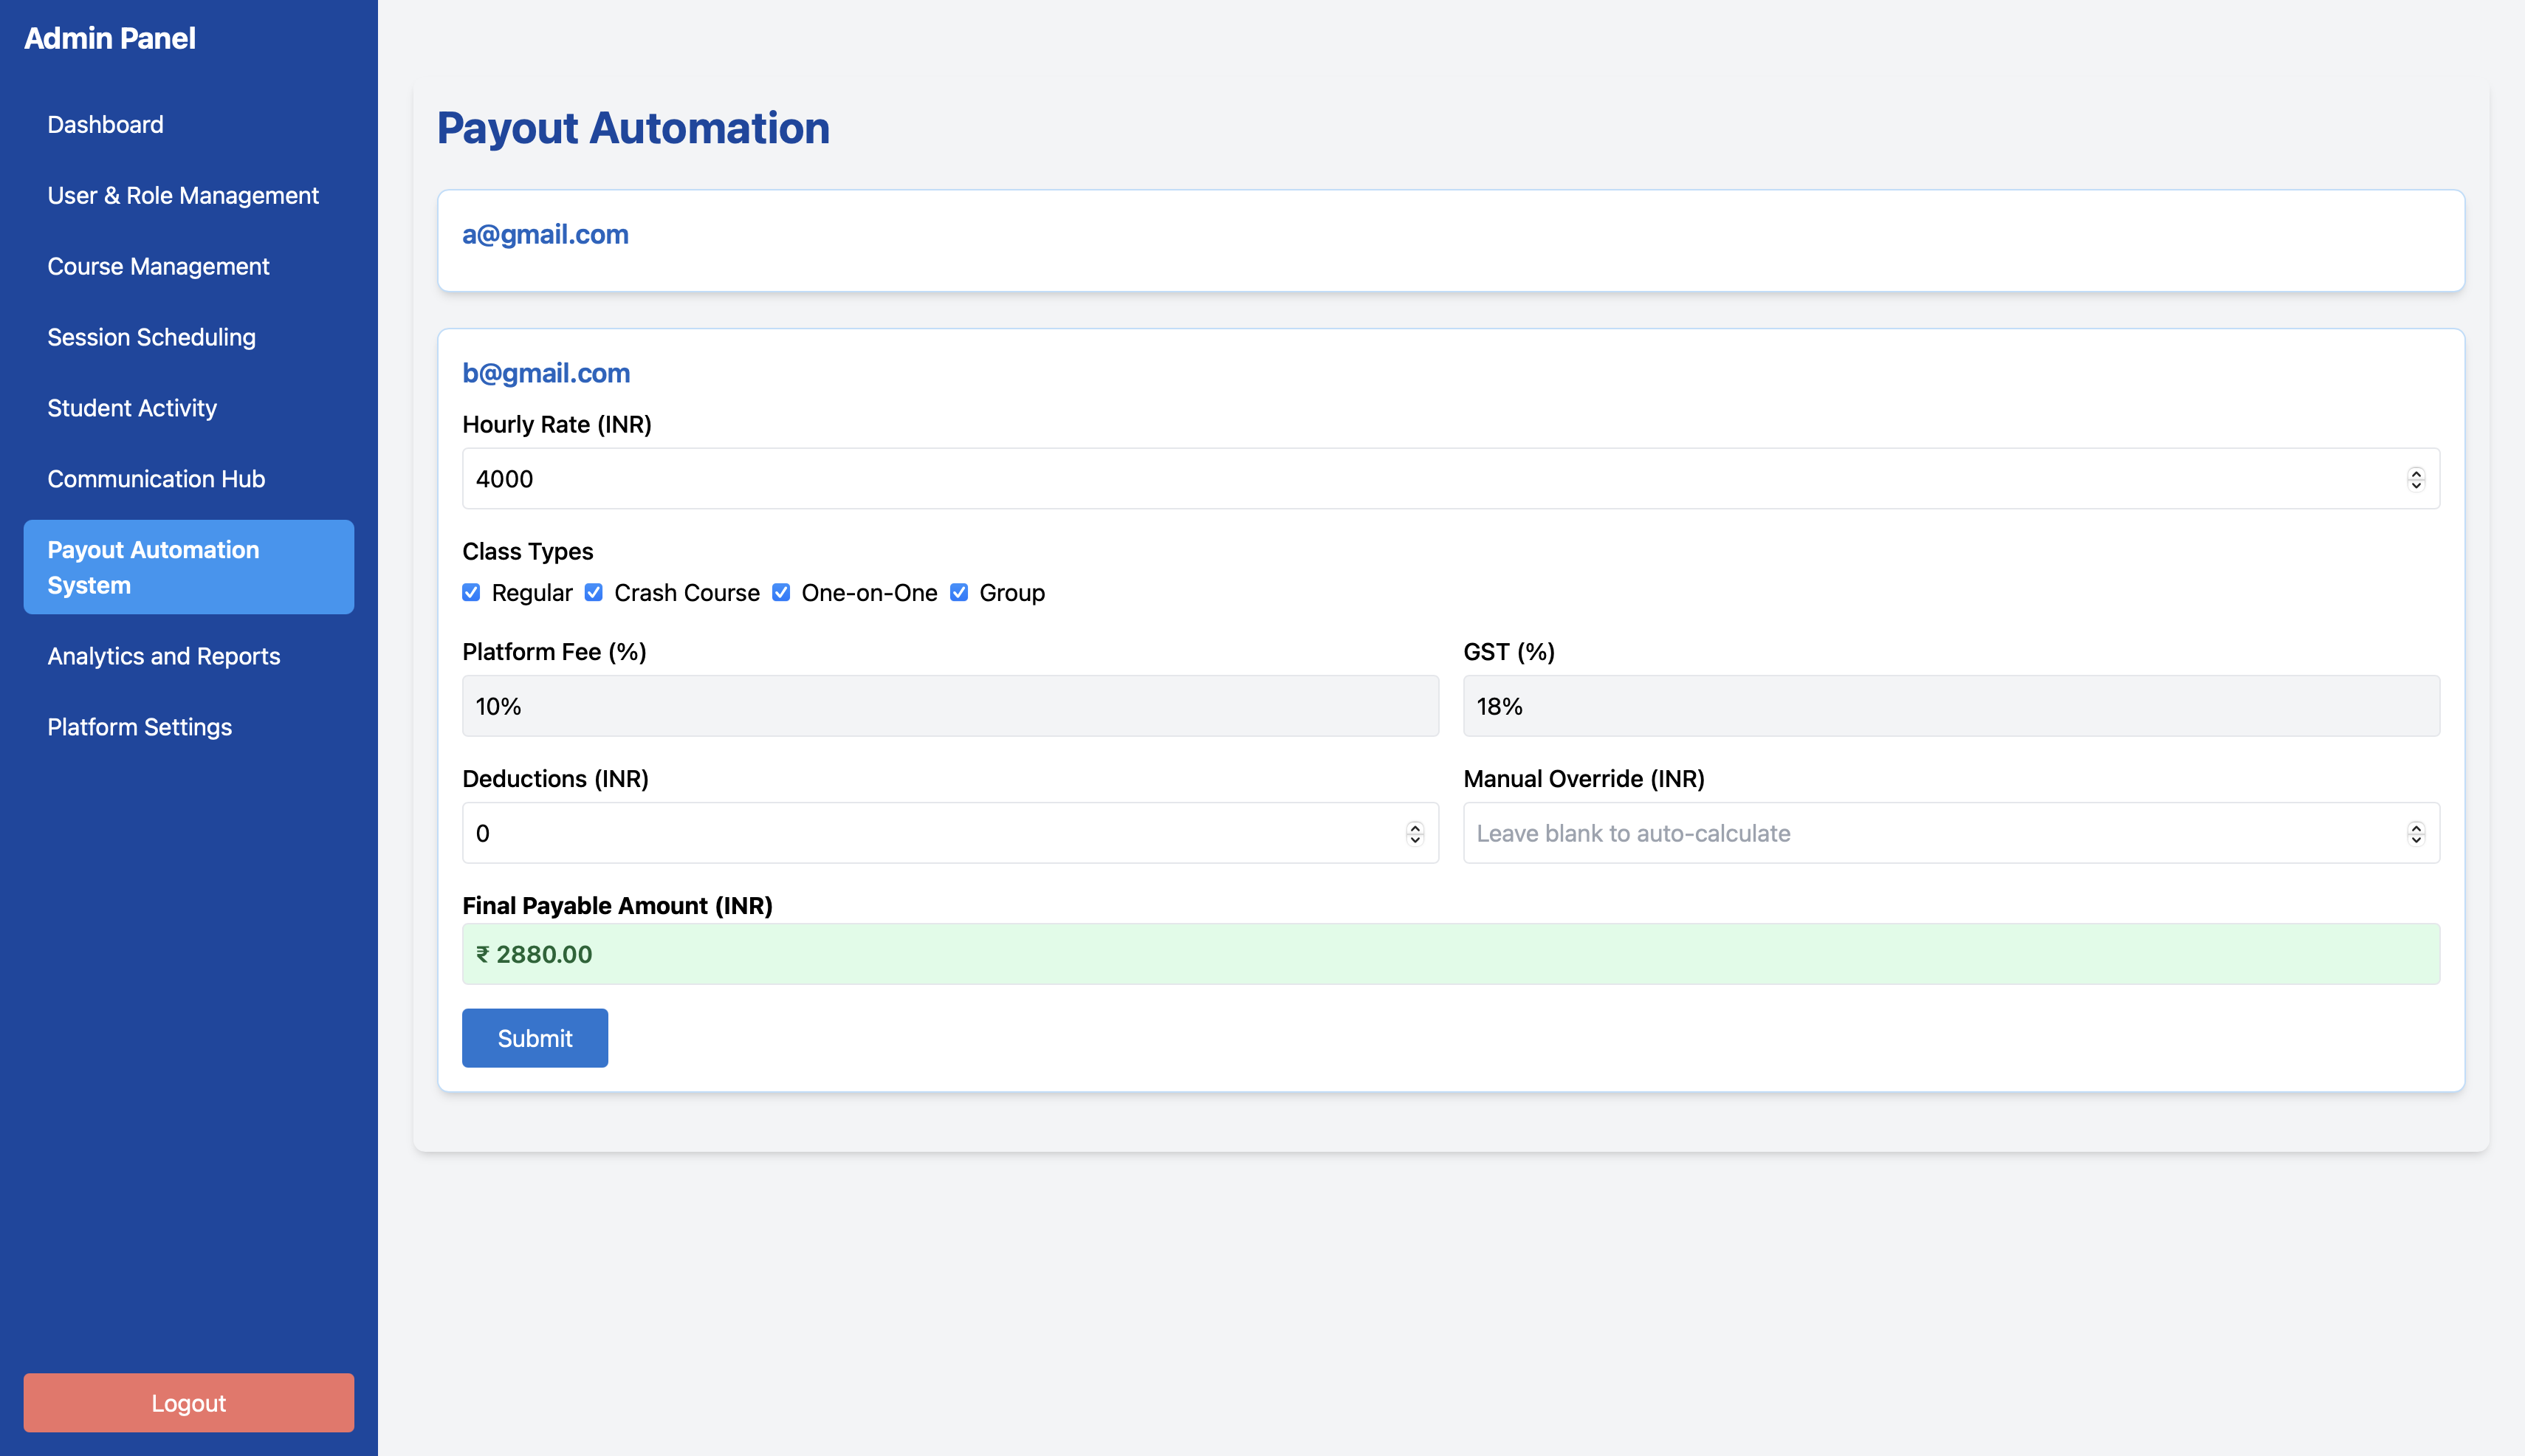 Admin Panel
Dashboard
User & Role Management
Course Management
Session Scheduling
Student Activity
Communication Hub
Payout Automation
System
Analytics and Reports
Platform Settings
Logout
Payout Automation
a@gmail.com
b@gmail.com
Hourly Rate (INR)
4000
Class Types
Regular Crash Course One-on-One Group
Platform Fee (%) GST (%)
10% 18%
Deductions (INR) Manual Override (INR)
0 Leave blank to auto-calculate
Final Payable Amount (INR)
₹ 2880.00
Submit